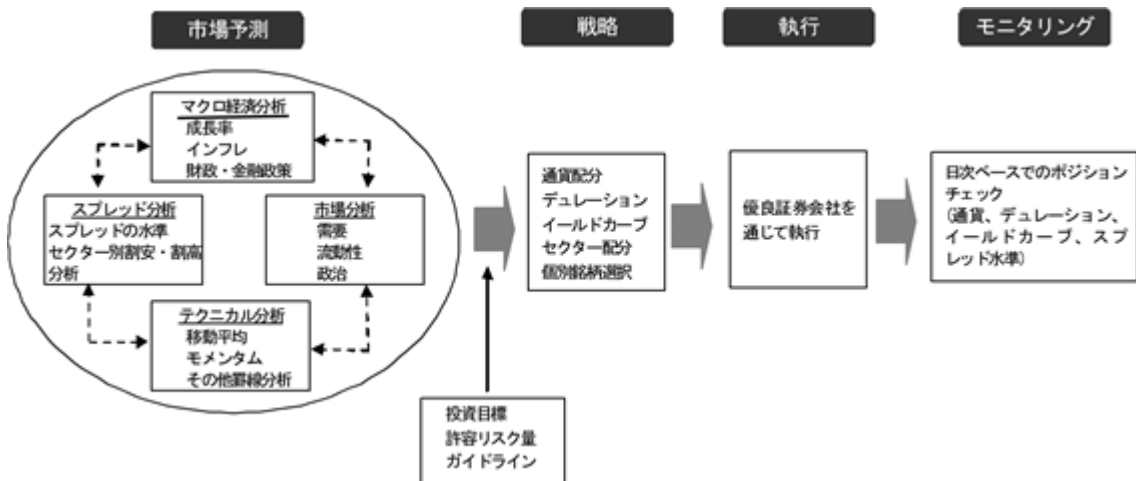 市場予測
戦略
執行
モニタリング
マクロ経済分析
成長率
インフレ
財政・金融政策
スプレッド分析
スプレッドの水準
セクター別割安・割高
分析
市場分析
需要
流動性
政治
テクニカル分析
移動平均
モメンタム
その他罫線分析
投資目標
許容リスク量
ガイドライン
通貨配分
デュレーション
イールドカーブ
セクター配分
個別銘柄選択
優良証券会社を
通じて執行
日次ベースでのポジション
チェック
(通貨、デュレーション、
イールドカーブ、スプ
レッド水準)